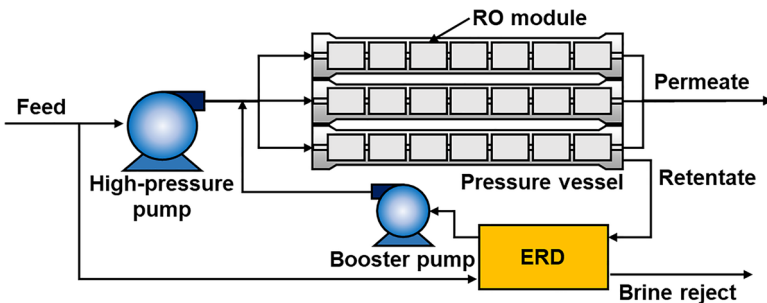 RO module
Permeate
Feed
High-pressure
pump
Pressure vessel
Retentate
Booster pump
ERD
Brine reject